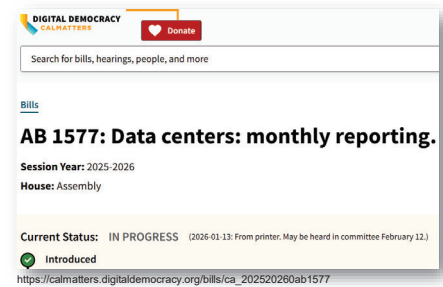 DIGITAL DEMOCRACY
CALMATTERS
Donate
Search for bills, hearings, people, and more
Bills
AB 1577: Data centers: monthly reporting.
Session Year: 2025-2026
House: Assembly
Current Status: IN PROGRESS (2026-01-13: From printer. May be heard in committee February 12.)
Introduced
https://calmatters.digitaldemocracy.org/bills/ca_202520260ab1577